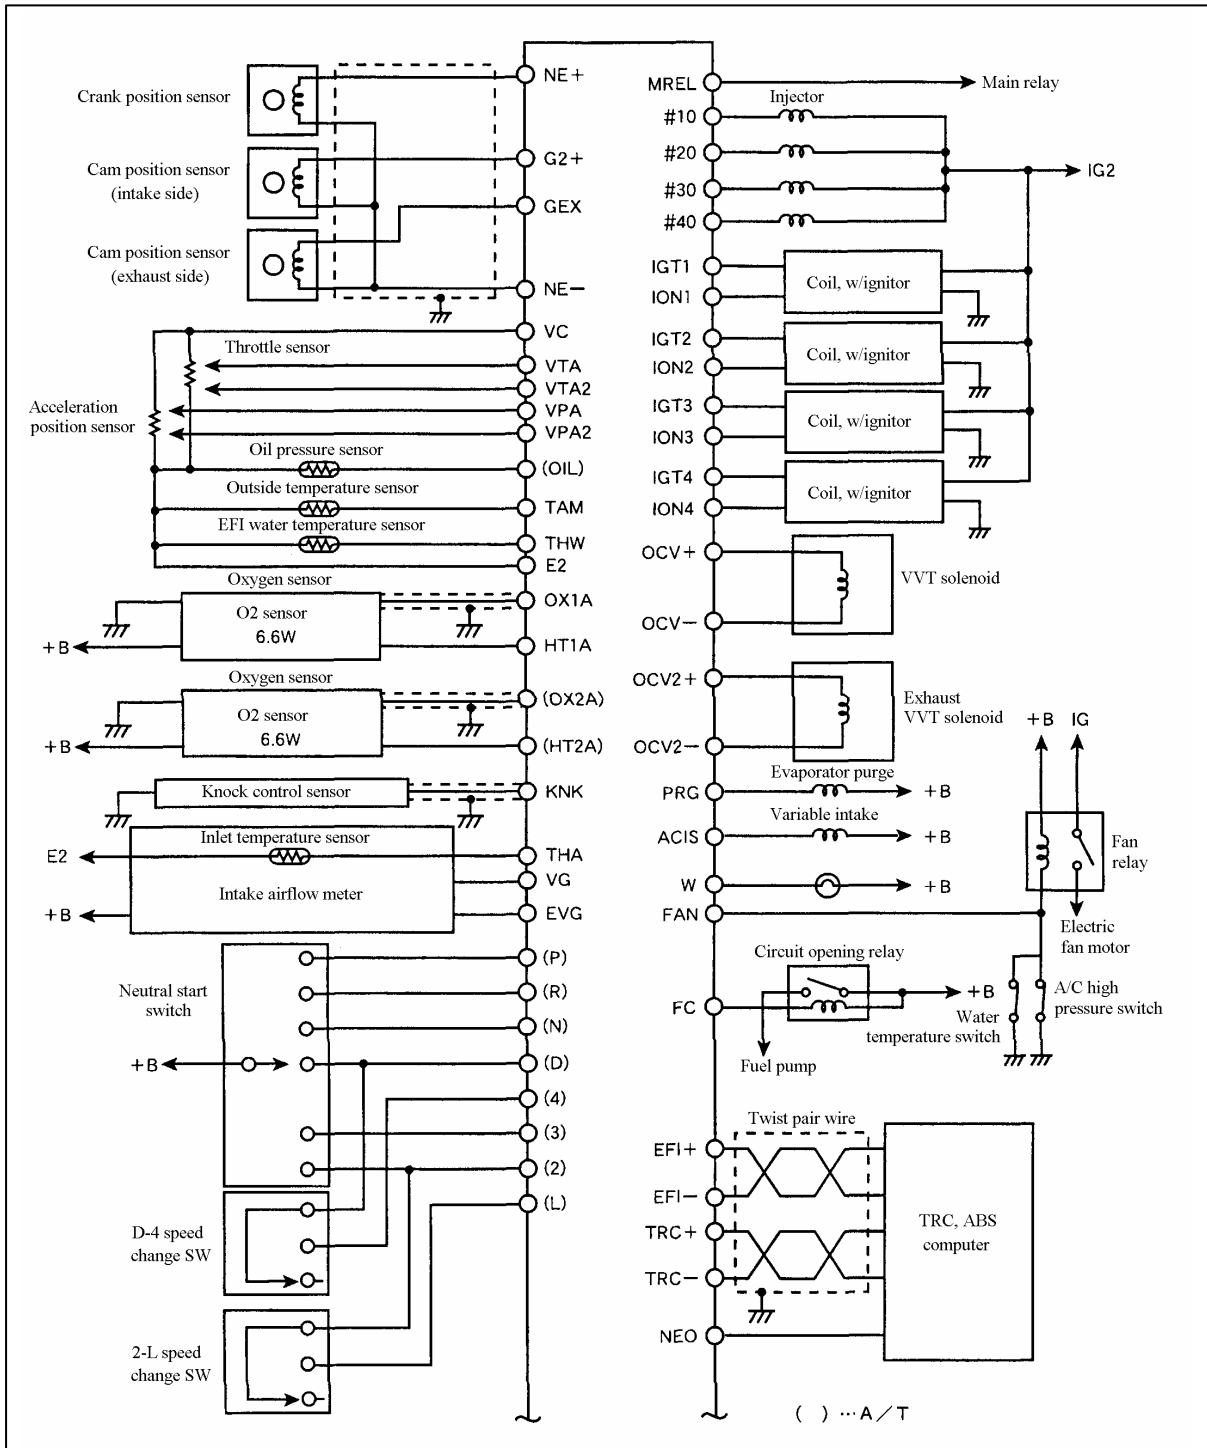 Crank position sensor
Cam position sensor
(intake side)
Cam position sensor
(exhaust side)
NE+
G2+
GEX
NE−
VC
Throttle sensor
VTA
VTA2
Acceleration
position sensor
VPA
VPA2
Oil pressure sensor
(OIL)
Outside temperature sensor
TAM
EFI water temperature sensor
THW
E2
Oxygen sensor
O2 sensor
6.6W
OX1A
+B
HT1A
Oxygen sensor
O2 sensor
6.6W
(OX2A)
+B
(HT2A)
Knock control sensor
KNK
Inlet temperature sensor
E2
THA
Intake airflow meter
VG
+B
EVG
Neutral start
switch
+B
(P)
(R)
(N)
(D)
(4)
(3)
(2)
(L)
D-4 speed
change SW
2-L speed
change SW
MREL
Main relay
Injector
#10
#20
#30
#40
IG2
IGT1
ION1
Coil, w/ignitor
IGT2
ION2
Coil, w/ignitor
IGT3
ION3
Coil, w/ignitor
IGT4
ION4
Coil, w/ignitor
OCV+
OCV−
VVT solenoid
OCV2+
OCV2−
Exhaust
VVT solenoid
Evaporator purge
PRG
+B
Variable intake
ACIS
+B
W
+B
FAN
+B
IG
Fan
relay
Electric
fan motor
Circuit opening relay
FC
+B
Fuel pump
Water
temperature switch
A/C high
pressure switch
Twist pair wire
EFI+
EFI−
TRC+
TRC−
NEO
TRC, ABS
computer
( ) ···A/T